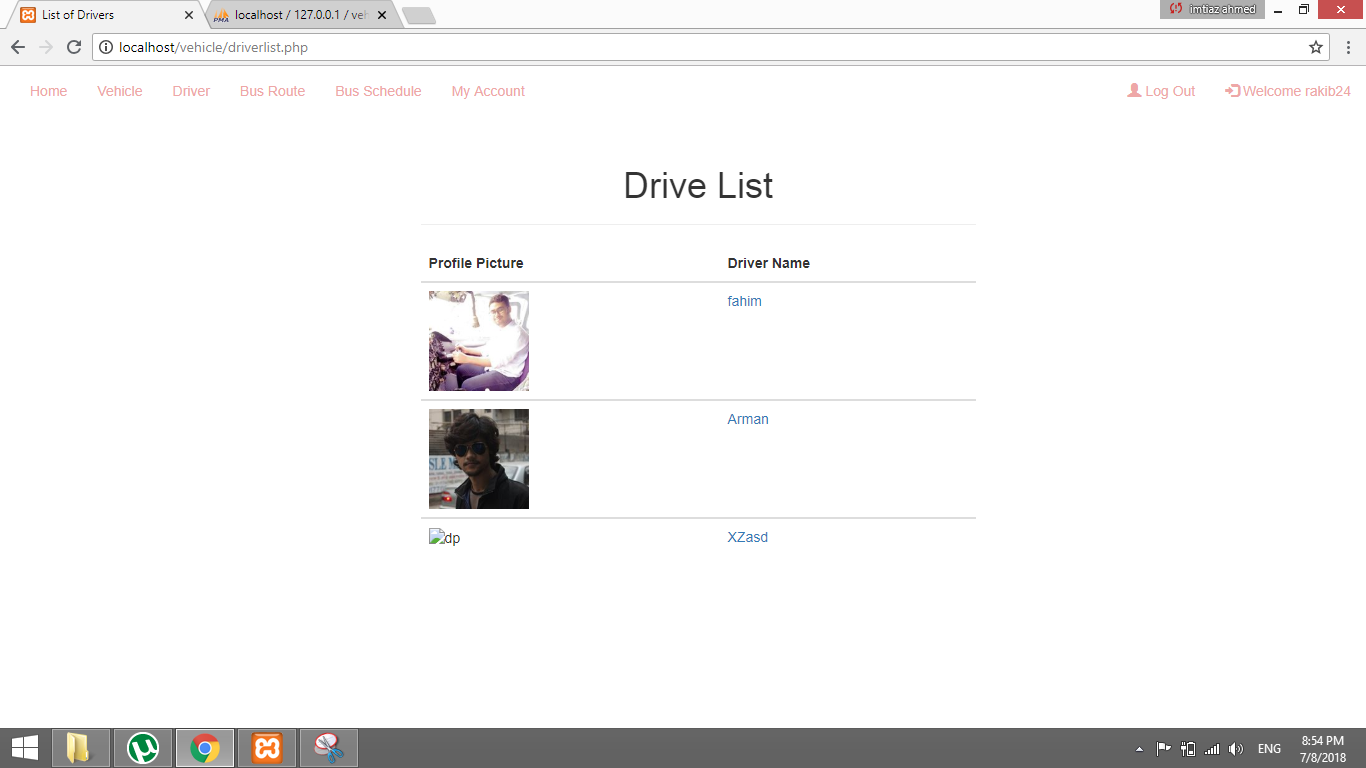 List of Drivers
localhost / 127.0.0.1 / veh
imtiaz ahmed
localhost/vehicle/driverlist.php
Home Vehicle Driver Bus Route Bus Schedule My Account Log Out Welcome rakib24
Drive List
Profile Picture Driver Name
fahim
Arman
dp XZasd
8:54 PM
ENG
7/8/2018